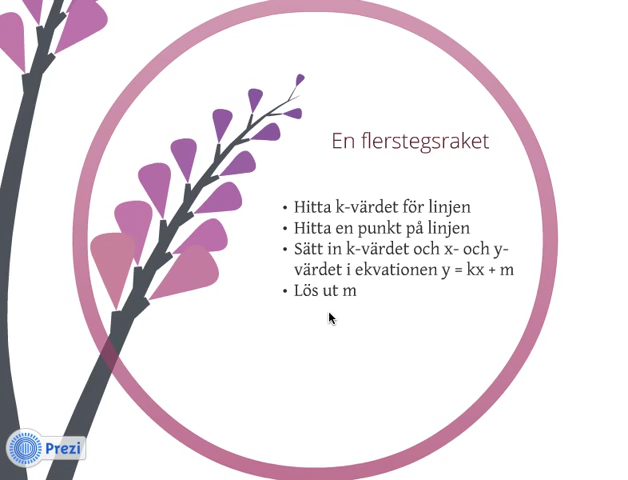 En flerstegsraket
• Hitta k-värdet för linjen
• Hitta en punkt på linjen
• Sätt in k-värdet och x- och y-
värdet i ekvationen y = kx + m
• Lös ut m
Prezi